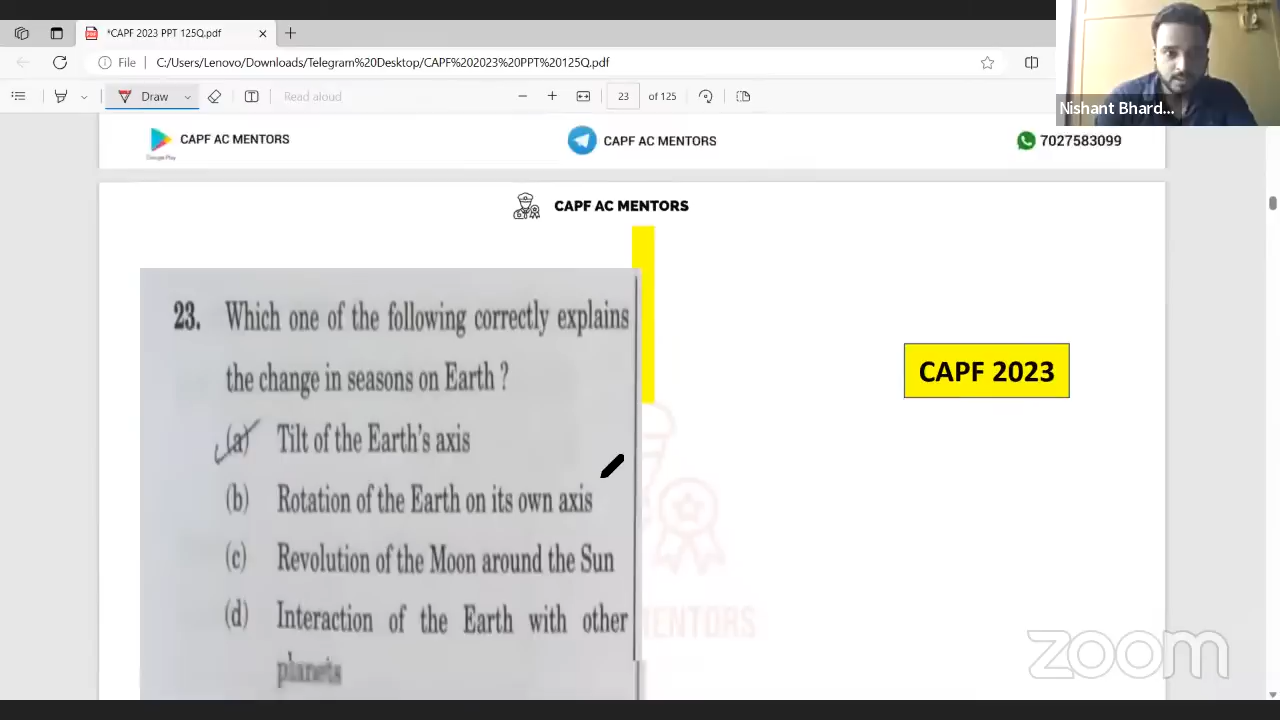 *CAPF 2023 PPT 125Q.pdf
File C:/Users/Lenovo/Downloads/Telegram%20Desktop/CAPF%202023%20PPT%20125Q.pdf
Draw Read aloud 23 of 125
Nishant Bhard...
Google Play
CAPF AC MENTORS CAPF AC MENTORS 7027583099
CAPF AC MENTORS
23. Which one of the following correctly explains
the change in seasons on Earth ?
(a) Tilt of the Earth's axis
(b) Rotation of the Earth on its own axis
(c) Revolution of the Moon around the Sun
(d) Interaction of the Earth with other
planets
CAPF 2023
MENTORS
zoom